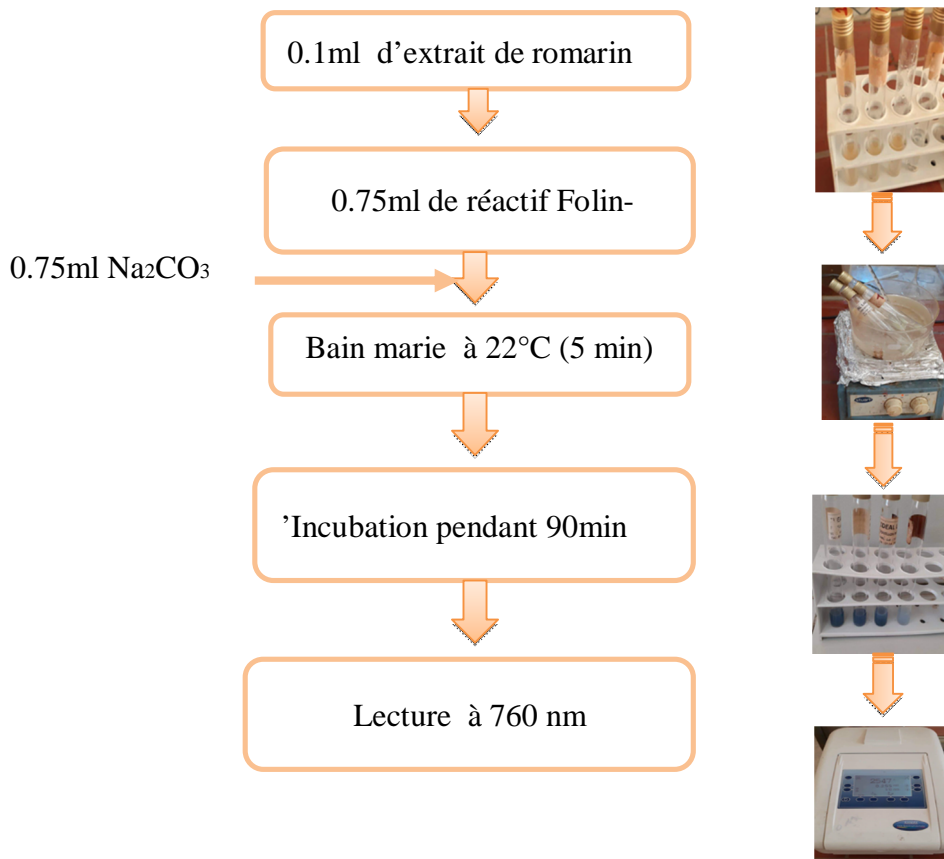 0.1ml d’extrait de romarin
0.75ml de réactif Folin-
0.75ml Na₂CO₃
Bain marie à 22°C (5 min)
’Incubation pendant 90min
Lecture à 760 nm